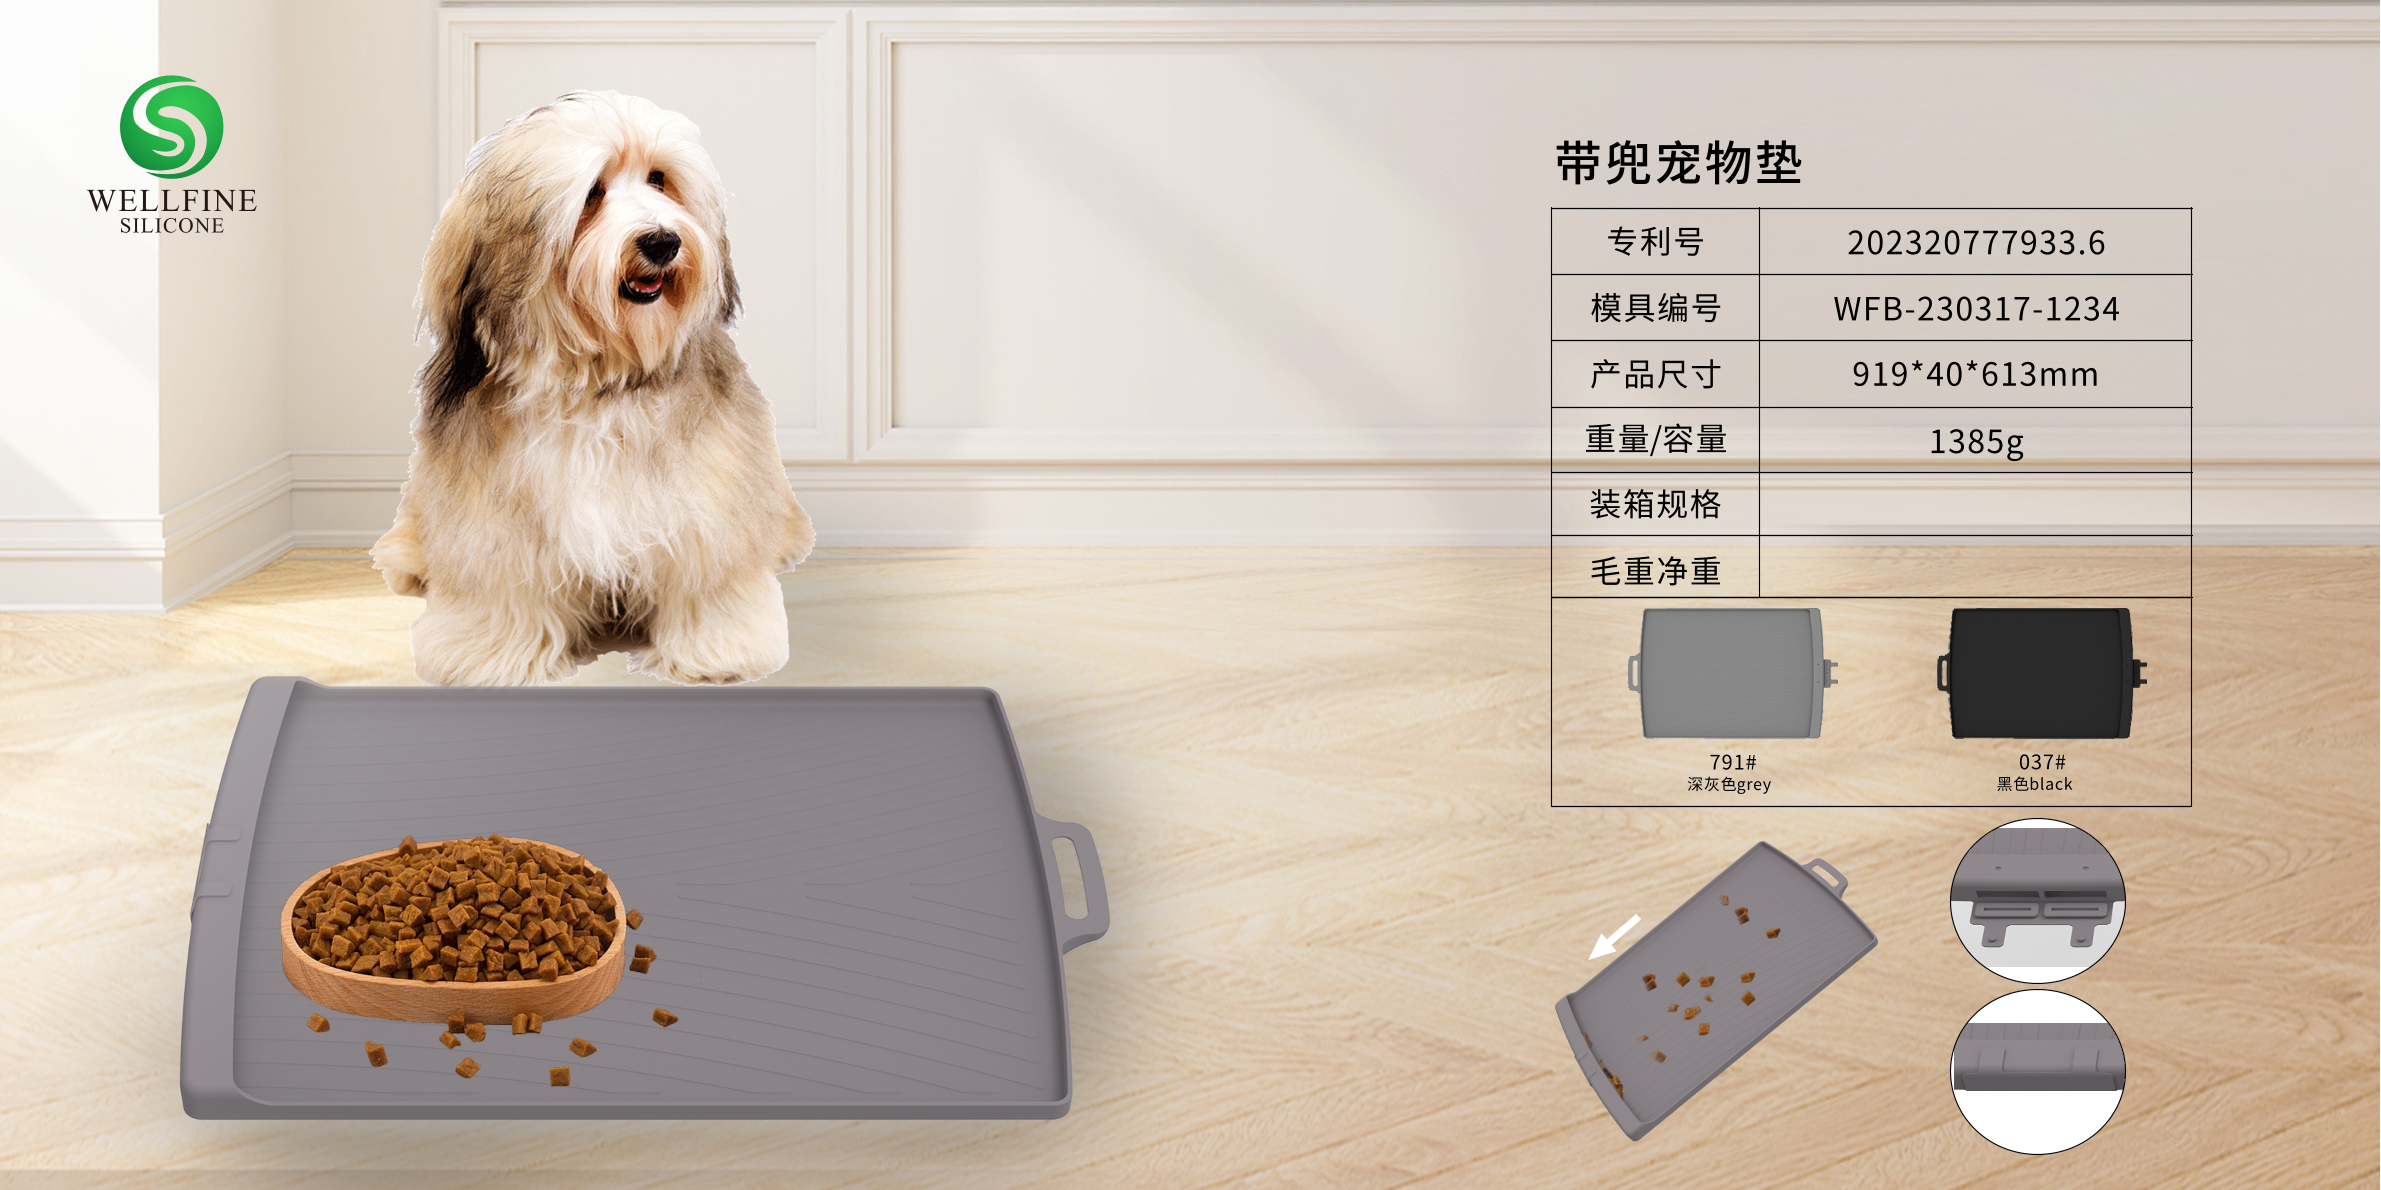 WELLFINE
SILICONE
带兜宠物垫
专利号 202320777933.6
模具编号 WFB-230317-1234
产品尺寸 919*40*613mm
重量/容量 1385g
装箱规格
毛重净重
791# 037#
深灰色grey 黑色black